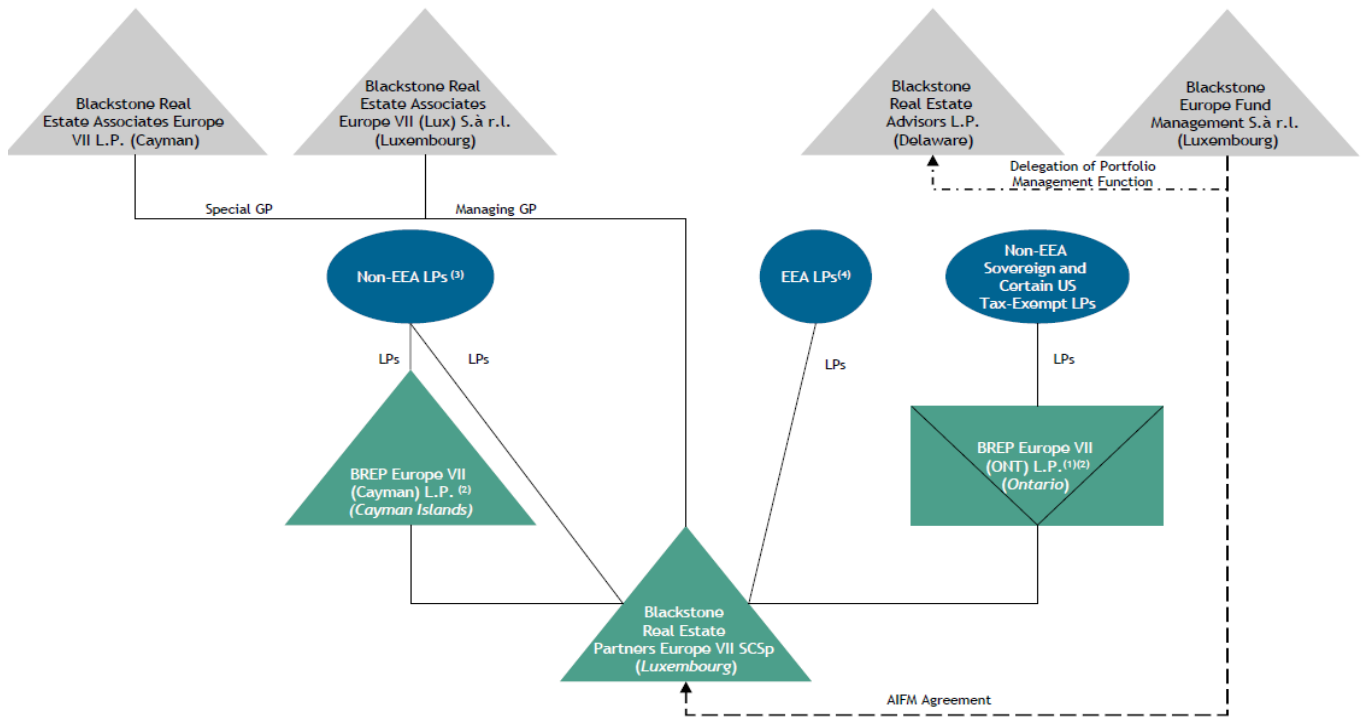 Blackstone Real
Estate Associates Europe
VII L.P. (Cayman)
Blackstone Real
Estate Associates
Europe VII (Lux) S.à r.l.
(Luxembourg)
Blackstone
Real Estate
Advisors L.P.
(Delaware)
Blackstone
Europe Fund
Management S.à r.l.
(Luxembourg)
Delegation of Portfolio
Management Function
Special GP
Managing GP
Non-EEA LPs (3)
EEA LPs(4)
Non-EEA
Sovereign and
Certain US
Tax-Exempt LPs
LPs
LPs
LPs
LPs
BREP Europe VII
(Cayman) L.P. (2)
(Cayman Islands)
BREP Europe VII
(ONT) L.P.(1)(2)
(Ontario)
Blackstone
Real Estate
Partners Europe VII SCSp
(Luxembourg)
AIFM Agreement